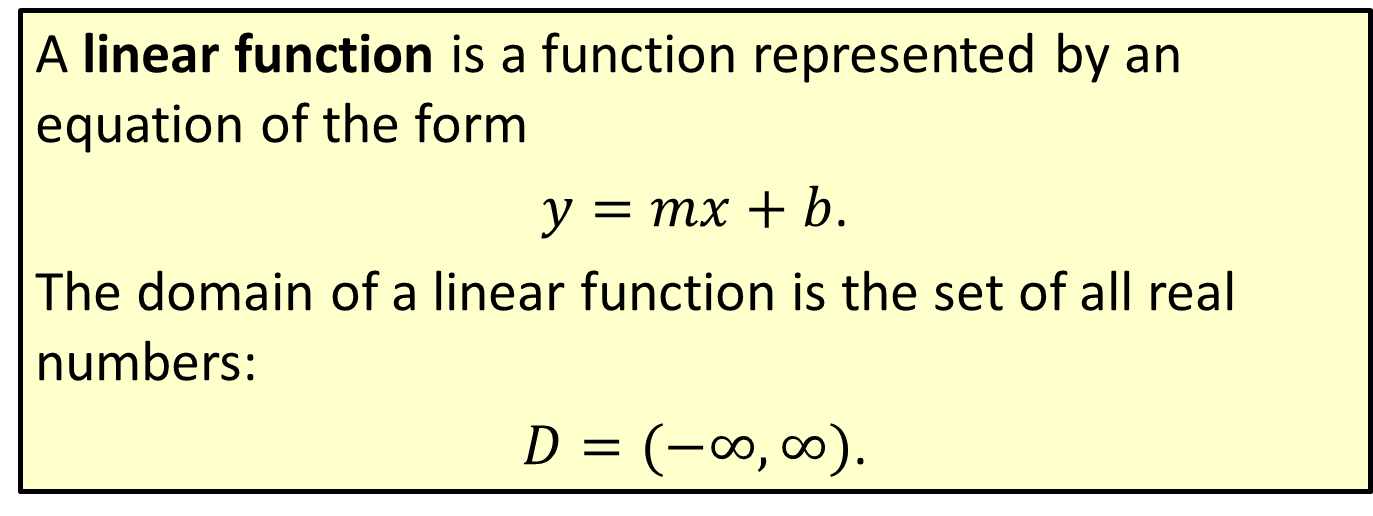 A linear function is a function represented by an
equation of the form
y = mx + b.
The domain of a linear function is the set of all real
numbers:
D = (−∞, ∞).